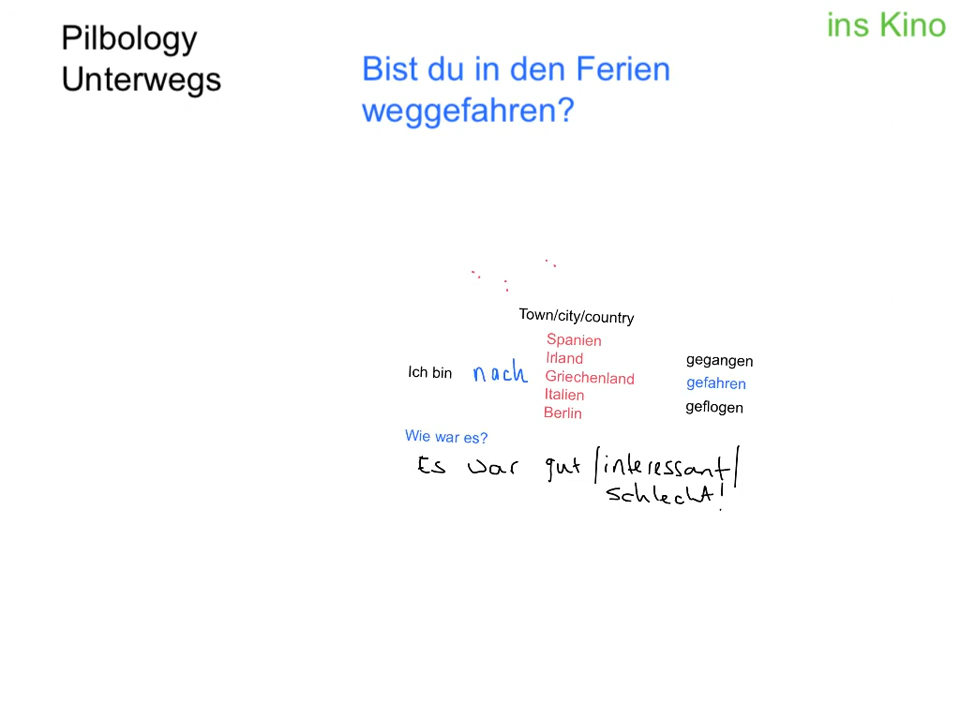 Pilbology
Unterwegs
ins Kino
Bist du in den Ferien
weggefahren?
Town/city/country
Spanien
Irland
Griechenland
Italien
Berlin
Ich bin nach
gegangen
gefahren
geflogen
Wie war es?
Es war gut/interessant/
schlecht!